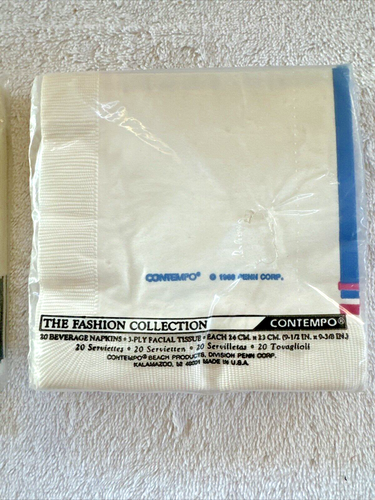 CONTEMPO® © 1988 PENN CORP.
THE FASHION COLLECTION CONTEMPO®
20 BEVERAGE NAPKINS • 3-PLY FACIAL TISSUE • EACH 24 CM. × 23 CM. (9-1/2 IN. × 9-3/8 IN.)
20 Serviettes • 20 Servietten • 20 Servilletas • 20 Tovaglioli
CONTEMPO® BEACH PRODUCTS, DIVISION PENN CORP.
KALAMAZOO, MI 49001 MADE IN U.S.A.